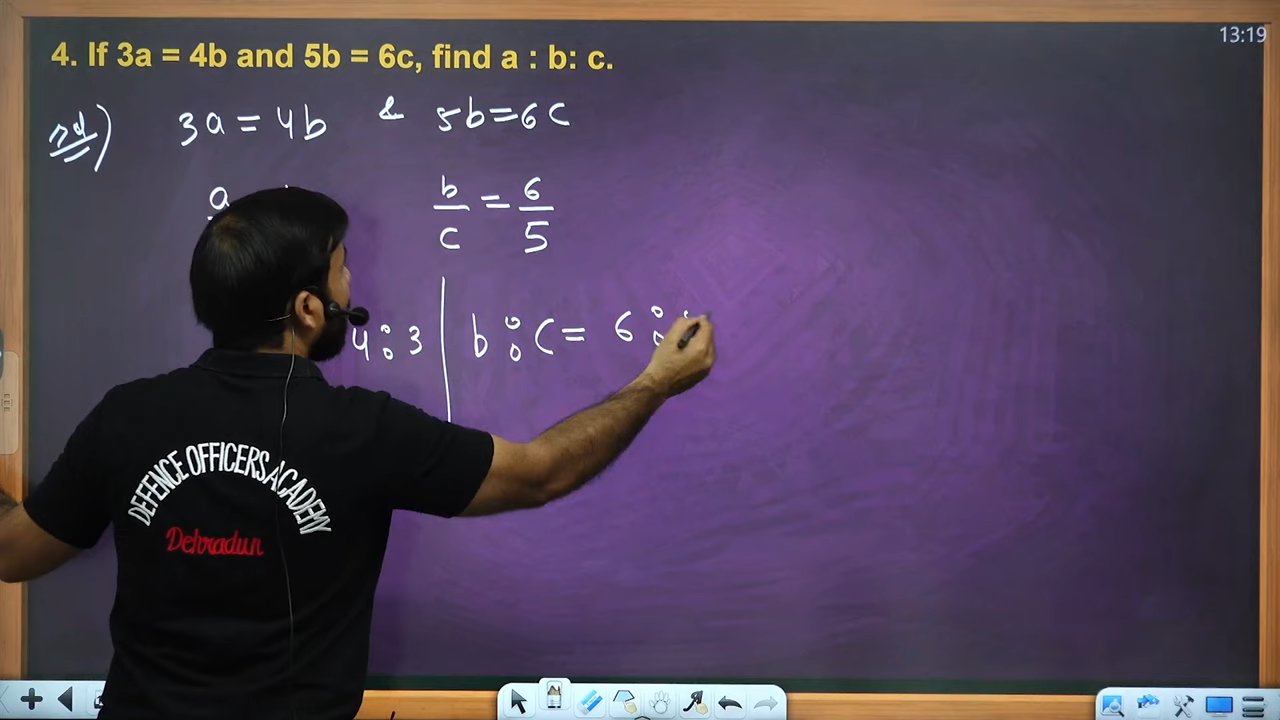 13:19
4. If 3a = 4b and 5b = 6c, find a : b: c.
3a = 4b & 5b = 6c
a b/c = 6/5
4 : 3 b : c = 6 :
DEFENCE OFFICERS ACADEMY
Dehradun